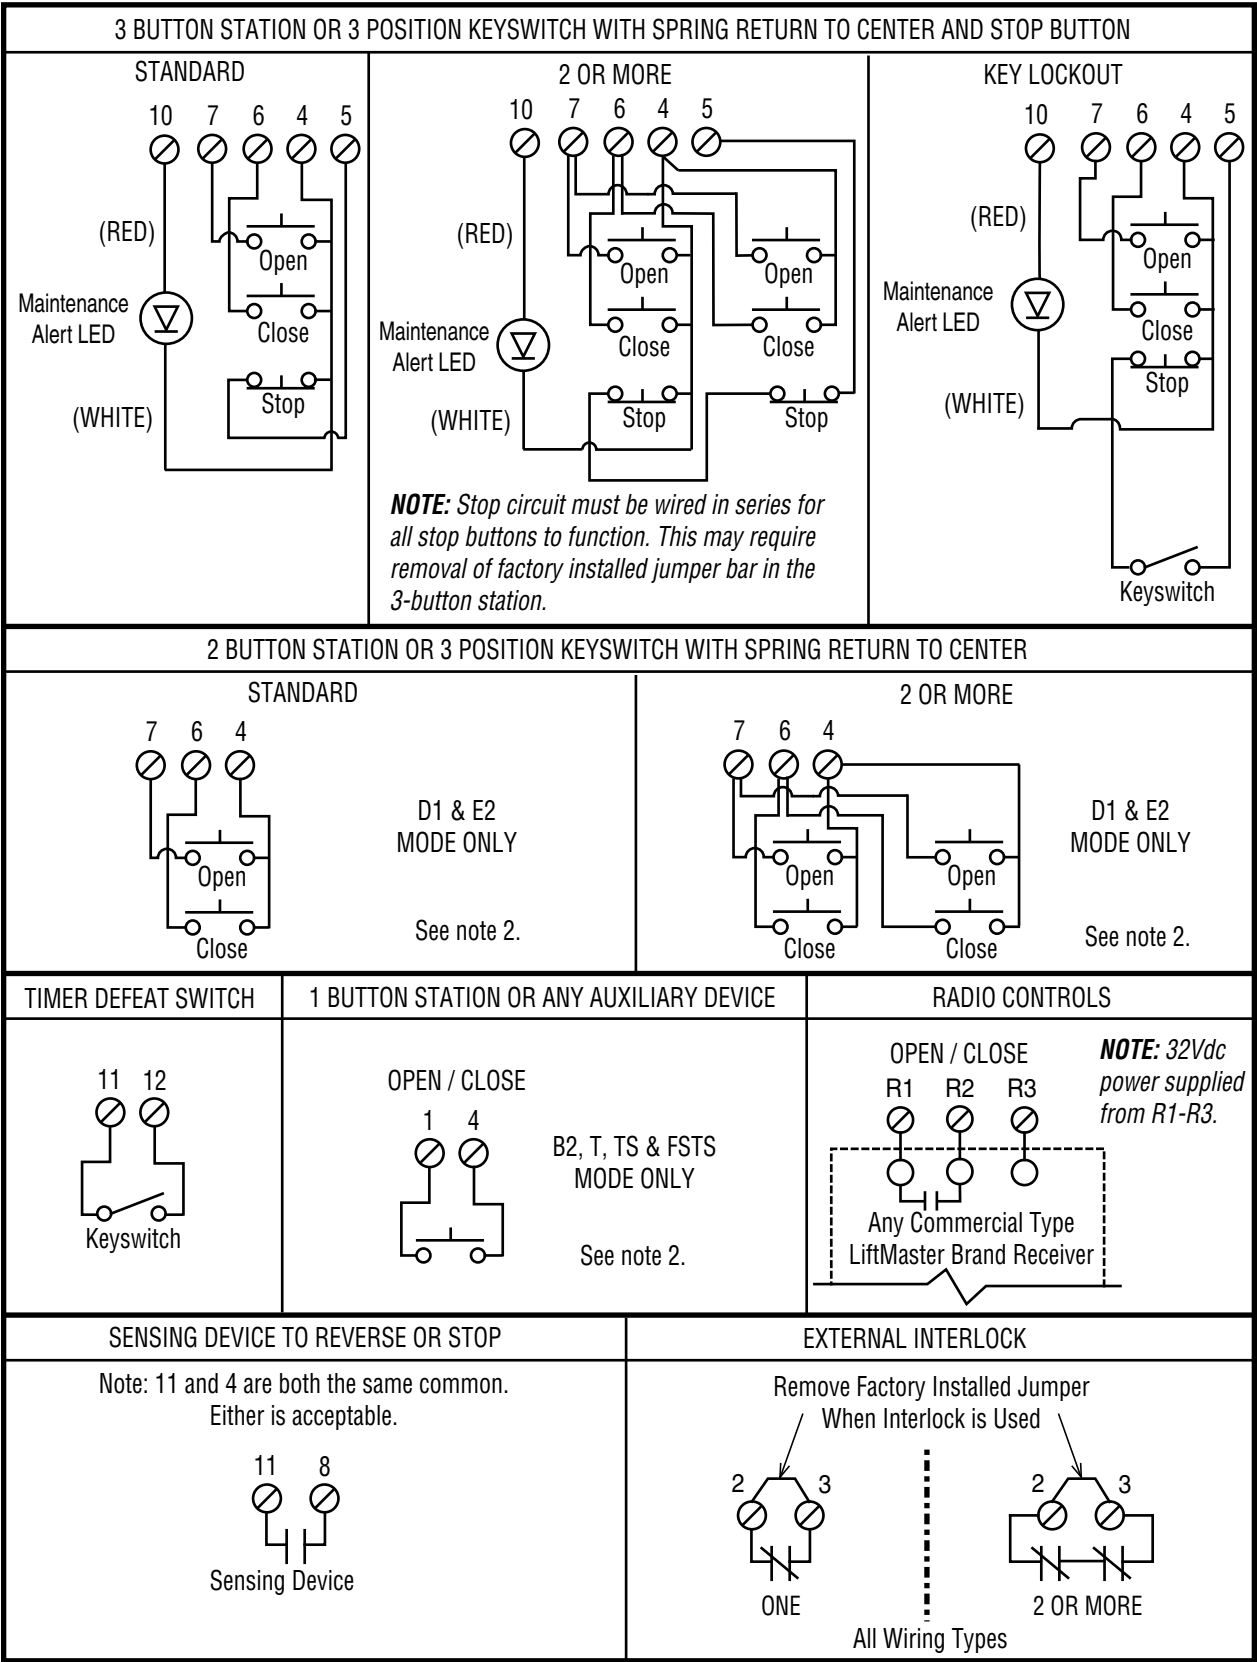 3 BUTTON STATION OR 3 POSITION KEYSWITCH WITH SPRING RETURN TO CENTER AND STOP BUTTON
STANDARD
10 7 6 4 5
(RED)
Open
Maintenance
Alert LED
Close
(WHITE)
Stop
2 OR MORE
10 7 6 4 5
(RED)
Open Open
Maintenance
Alert LED
Close Close
(WHITE)
Stop Stop
NOTE: Stop circuit must be wired in series for
all stop buttons to function. This may require
removal of factory installed jumper bar in the
3-button station.
KEY LOCKOUT
10 7 6 4 5
(RED)
Open
Maintenance
Alert LED
Close
Stop
(WHITE)
Keyswitch
2 BUTTON STATION OR 3 POSITION KEYSWITCH WITH SPRING RETURN TO CENTER
STANDARD
7 6 4
Open
Close
D1 & E2
MODE ONLY
See note 2.
2 OR MORE
7 6 4
Open Open
Close Close
D1 & E2
MODE ONLY
See note 2.
TIMER DEFEAT SWITCH
11 12
Keyswitch
1 BUTTON STATION OR ANY AUXILIARY DEVICE
OPEN / CLOSE
1 4
B2, T, TS & FSTS
MODE ONLY
See note 2.
RADIO CONTROLS
OPEN / CLOSE
R1 R2 R3
NOTE: 32Vdc
power supplied
from R1-R3.
Any Commercial Type
LiftMaster Brand Receiver
SENSING DEVICE TO REVERSE OR STOP
Note: 11 and 4 are both the same common.
Either is acceptable.
11 8
Sensing Device
EXTERNAL INTERLOCK
Remove Factory Installed Jumper
When Interlock is Used
2 3
ONE
2 3
2 OR MORE
All Wiring Types